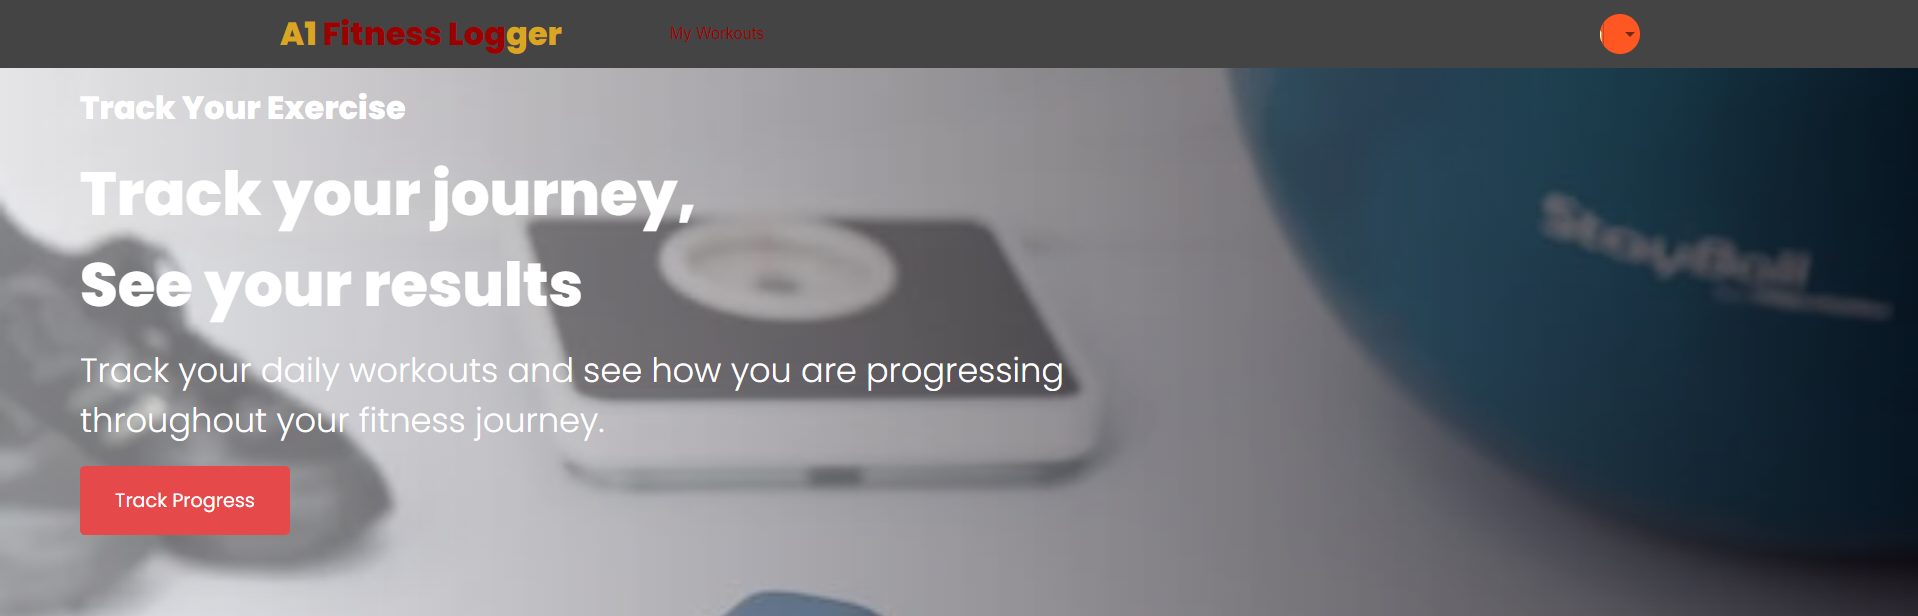 A1 Fitness Logger
My Workouts
Track Your Exercise
Track your journey,
See your results
Track your daily workouts and see how you are progressing
throughout your fitness journey.
Track Progress
StayBall